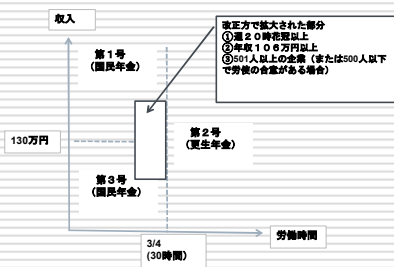 収入
改正方で拡大された部分
①週２０時花冠以上
②年収１０６万円以上
③501人以上の企業（または500人以下
で労使の合意がある場合）
第１号
（国民年金）
130万円
第２号
（更生年金）
第３号
（国民年金）
3/4
(30時間）
労働時間